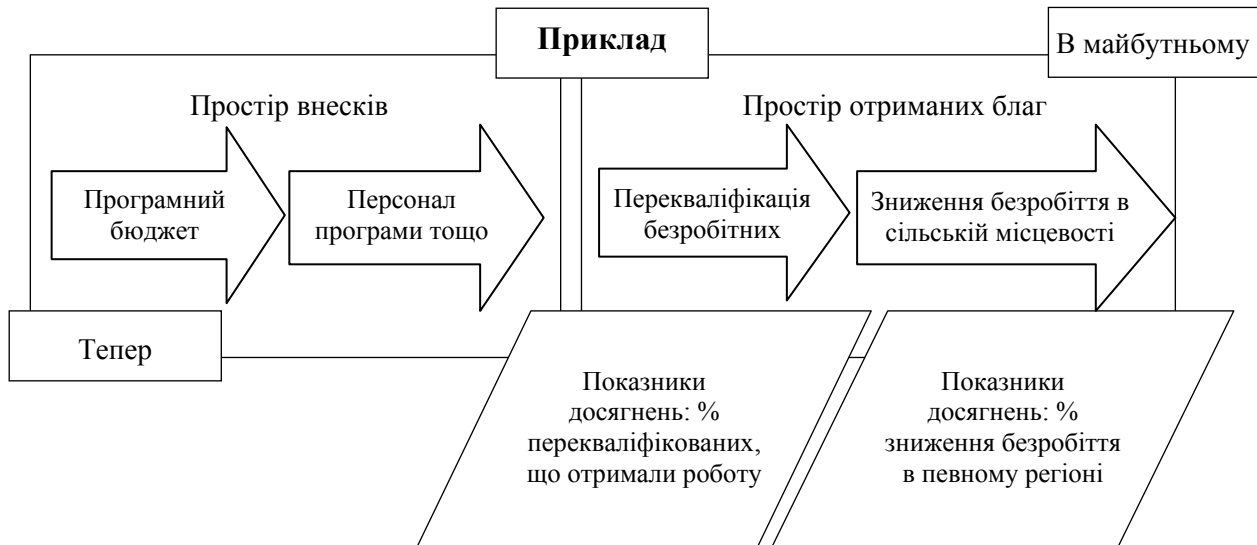 Приклад
В майбутньому
Простір внесків
Простір отриманих благ
Програмний
бюджет
Персонал
програми тощо
Перекваліфікація
безробітних
Зниження безробіття в
сільській місцевості
Тепер
Показники
досягнень: %
перекваліфікованих,
що отримали роботу
Показники
досягнень: %
зниження безробіття
в певному регіоні